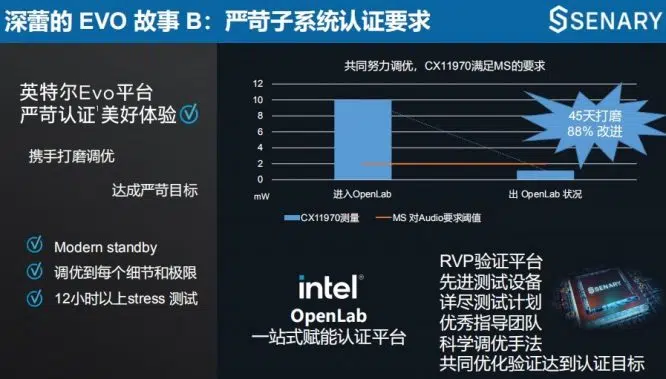 深蕾的 EVO 故事 B：严苛子系统认证要求
SENARY
英特尔Evo平台
严苛认证 美好体验
携手打磨调优
达成严苛目标
Modern standby
调优到每个细节和极限
12小时以上stress 测试
共同努力调优，CX11970满足MS的要求
12
10
8
6
4
2
0
mW
进入OpenLab
出 OpenLab 状况
CX11970测量
MS 对Audio要求阈值
45天打磨
88% 改进
intel
OpenLab
一站式赋能认证平台
RVP验证平台
先进测试设备
详尽测试计划
优秀指导团队
科学调优手法
共同优化验证达到认证目标
SENARY